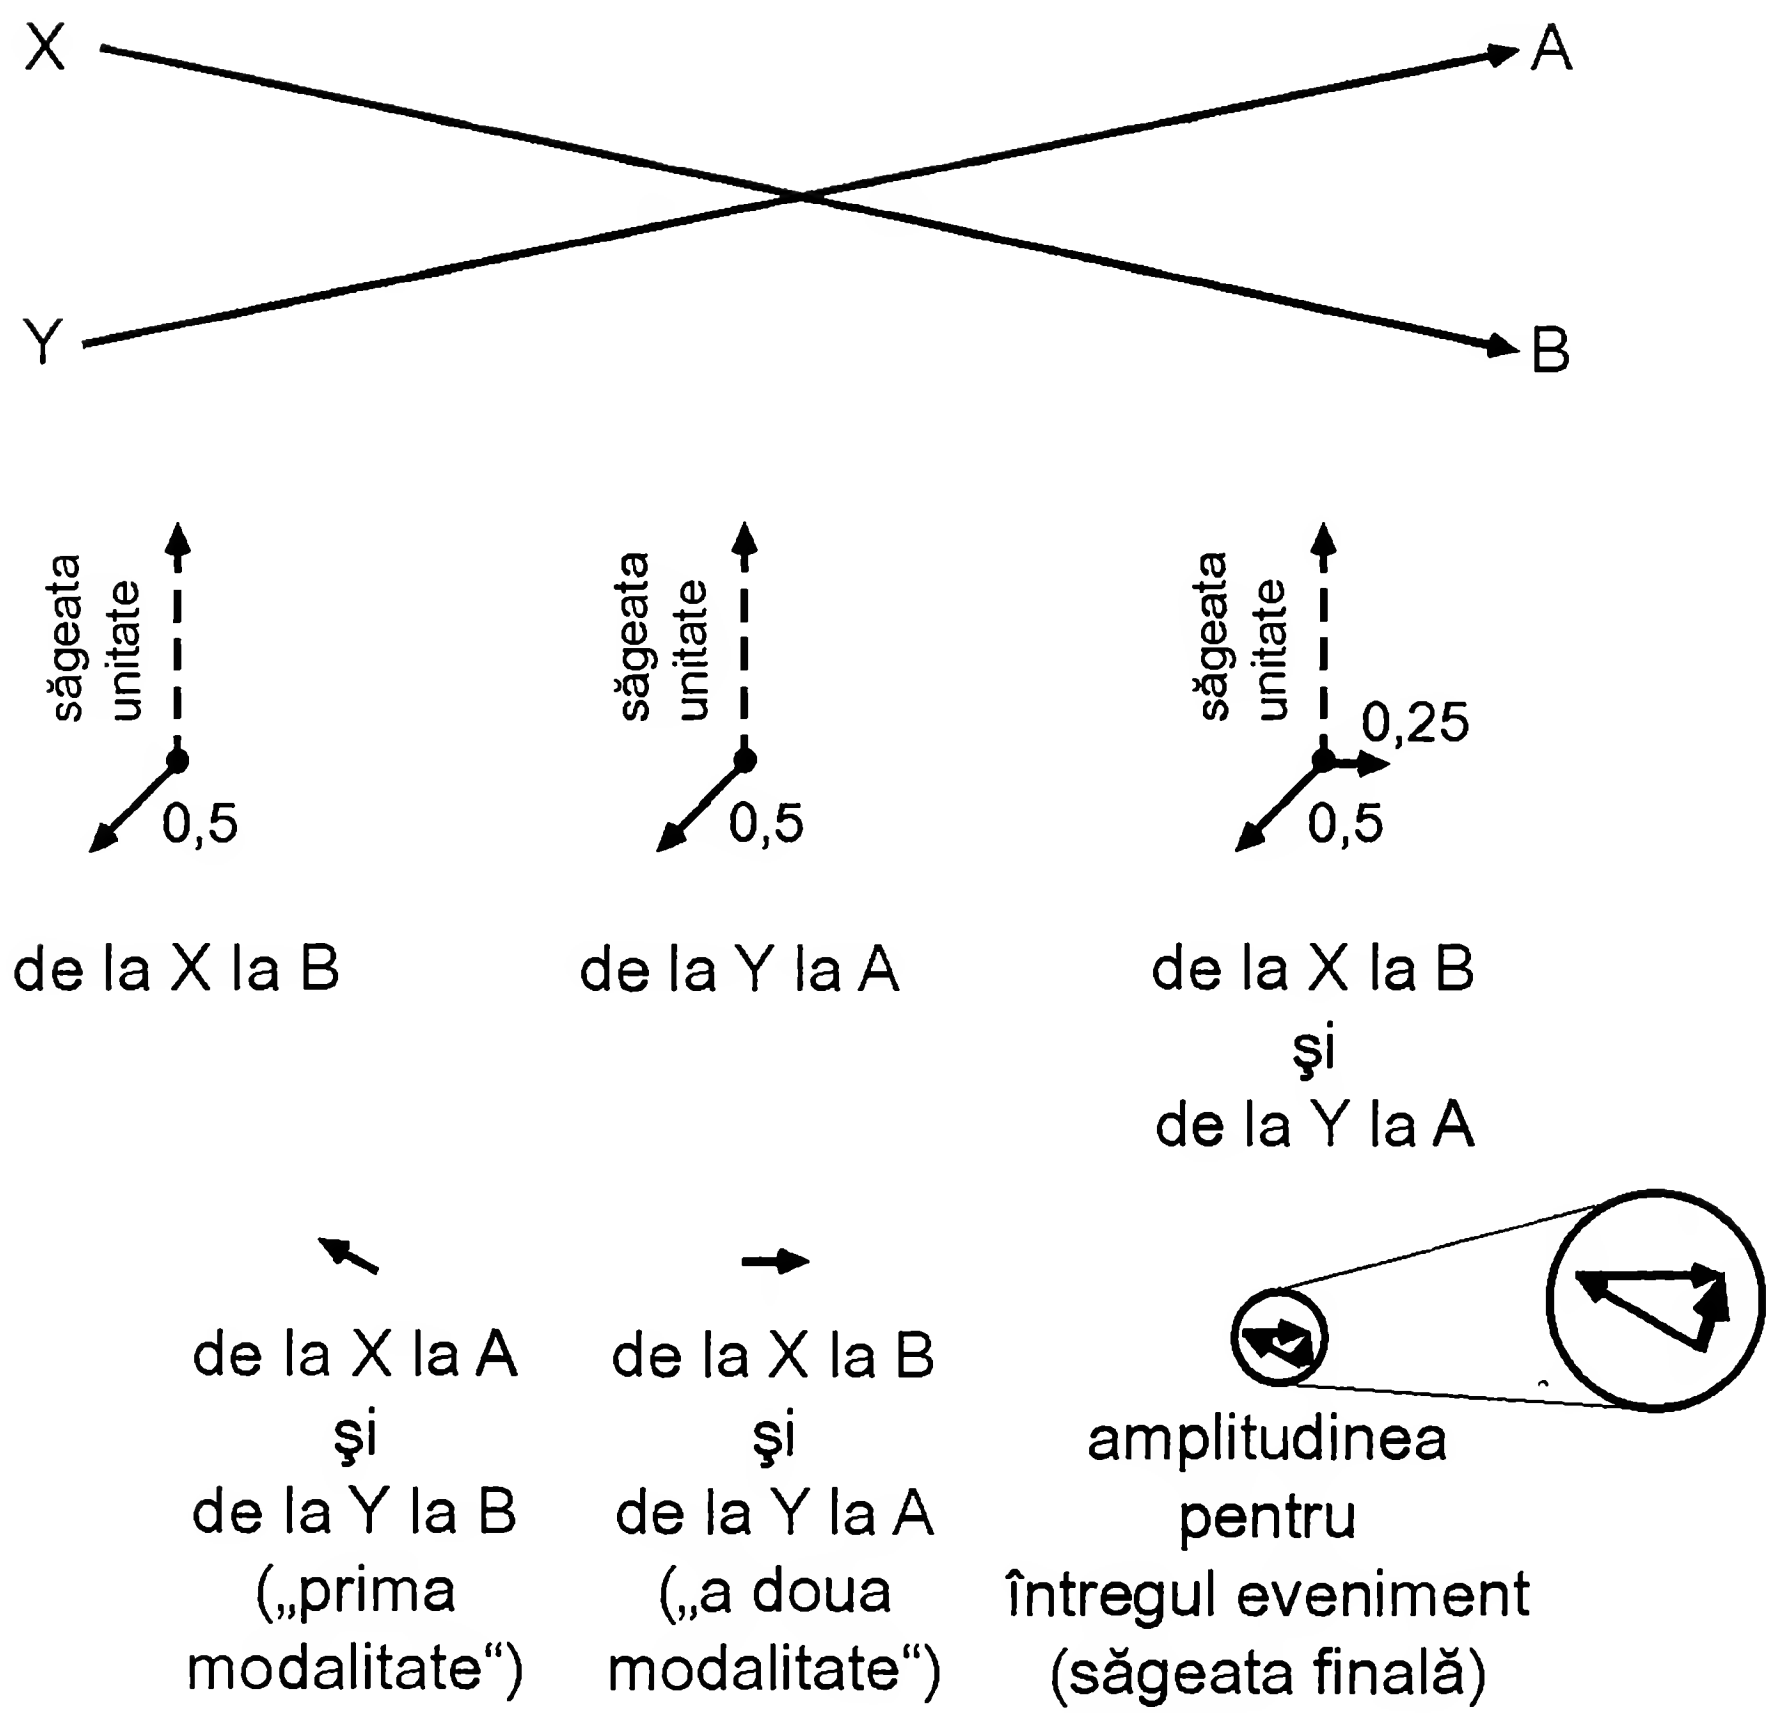 X
A
Y
B
săgeata
unitate
0,5
săgeata
unitate
0,5
săgeata
unitate
0,25
0,5
de la X la B
de la Y la A
de la X la B
şi
de la Y la A
de la X la A
şi
de la Y la B
(„prima
modalitate“)
de la X la B
şi
de la Y la A
(„a doua
modalitate“)
amplitudinea
pentru
întregul eveniment
(săgeata finală)